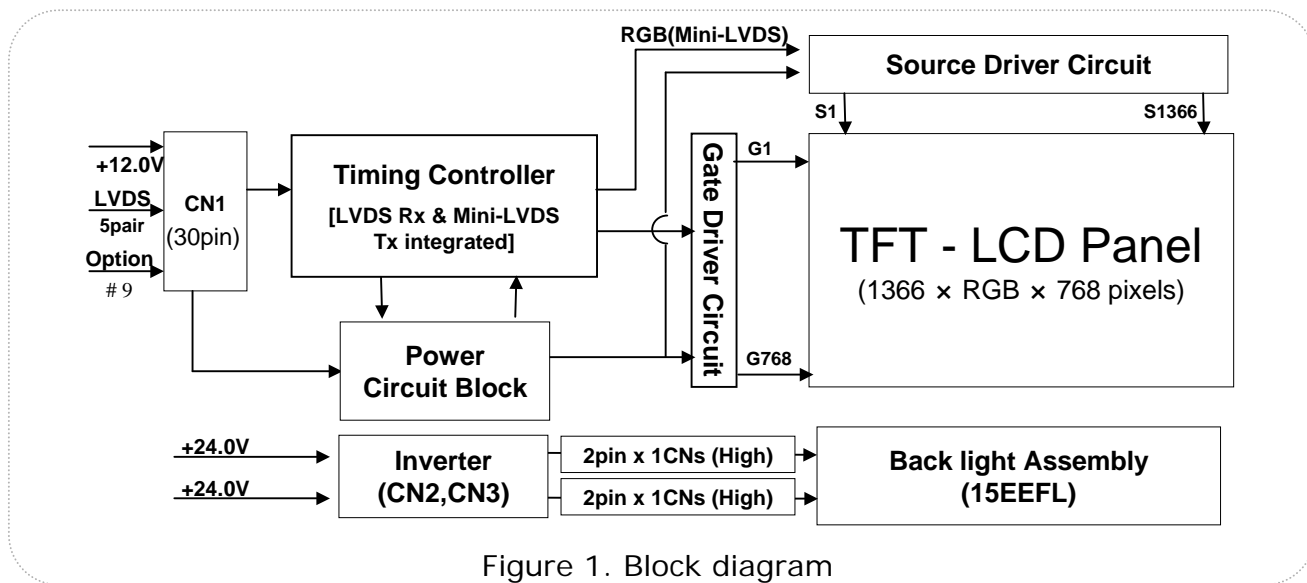 RGB(Mini-LVDS)
Source Driver Circuit
S1
S1366
+12.0V
LVDS
5pair
Option
# 9
CN1
(30pin)
Timing Controller
[LVDS Rx & Mini-LVDS
Tx integrated]
Gate Driver Circuit
G1
G768
TFT - LCD Panel
(1366 × RGB × 768 pixels)
Power
Circuit Block
+24.0V
+24.0V
Inverter
(CN2,CN3)
2pin x 1CNs (High)
2pin x 1CNs (High)
Back light Assembly
(15EEFL)
Figure 1. Block diagram